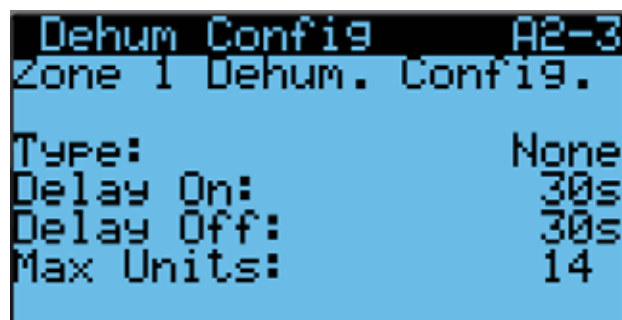 Dehum Config A2-3
Zone 1 Dehum. Config.
Type: None
Delay On: 30s
Delay Off: 30s
Max Units: 14